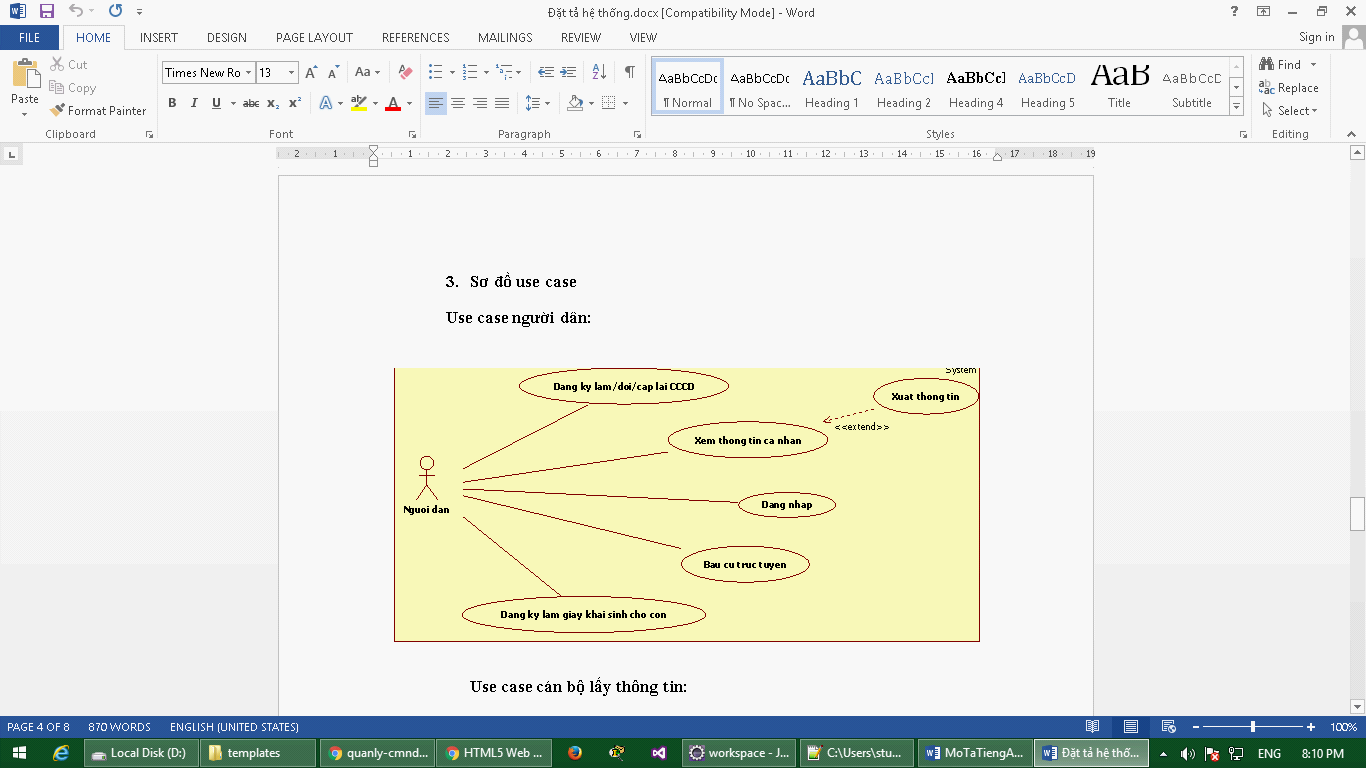 Đặt tả hệ thống.docx [Compatibility Mode] - Word
FILE HOME INSERT DESIGN PAGE LAYOUT REFERENCES MAILINGS REVIEW VIEW Sign in
Paste
Cut
Copy
Format Painter
Clipboard
Times New Ro 13
Font
Paragraph
AaBbCcDc AaBbCcDc AaBbC AaBbCcI AaBbCcI AaBbCcD AaB AaBbCcD
¶ Normal ¶ No Spac... Heading 1 Heading 2 Heading 4 Heading 5 Title Subtitle
Styles
Find
Replace
Select
Editing
2 1 1 2 3 4 5 6 7 8 9 10 11 12 13 14 15 16 17 18 19
3. Sơ đồ use case
Use case người dân:
System
Dang ky lam /doi/cap lai CCCD
Xuat thong tin
<<extend>>
Xem thong tin ca nhan
Dang nhap
Nguoi dan
Bau cu truc tuyen
Dang ky lam giay khai sinh cho con
Use case cán bộ lấy thông tin:
PAGE 4 OF 8 870 WORDS ENGLISH (UNITED STATES) 100%
Local Disk (D:) templates quanly-cmnd... HTML5 Web ... workspace - J... C:\Users\stu... MoTaTiengA... Đặt tả hệ thố... ENG 8:10 PM